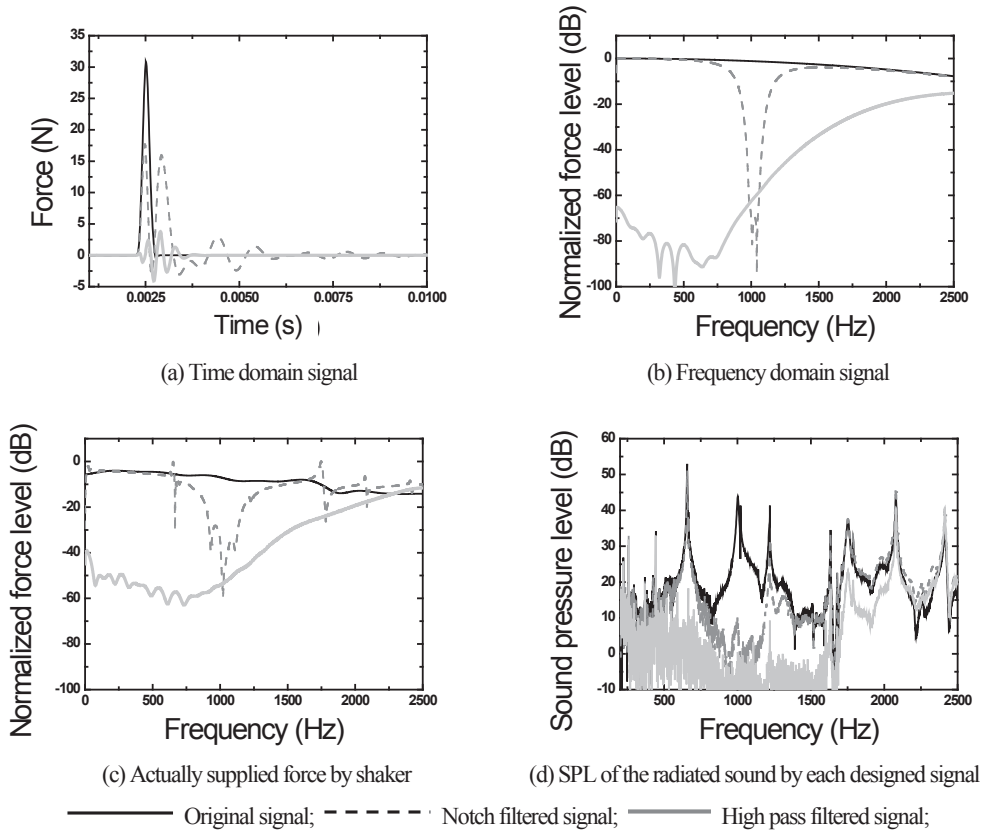 Force (N)
35
30
25
20
15
10
5
0
-5
0.0025 0.0050 0.0075 0.0100
Time (s) )
(a) Time domain signal
Normalized force level (dB)
0
-20
-40
-60
-80
-100
0 500 1000 1500 2000 2500
Frequency (Hz)
(b) Frequency domain signal
Normalized force level (dB)
0
-20
-40
-60
-100
0 500 1000 1500 2000 2500
Frequency (Hz)
(c) Actually supplied force by shaker
Sound pressure level (dB)
60
50
40
30
20
10
0
-10
500 1000 1500 2000 2500
Frequency (Hz)
(d) SPL of the radiated sound by each designed signal
Original signal; Notch filtered signal; High pass filtered signal;